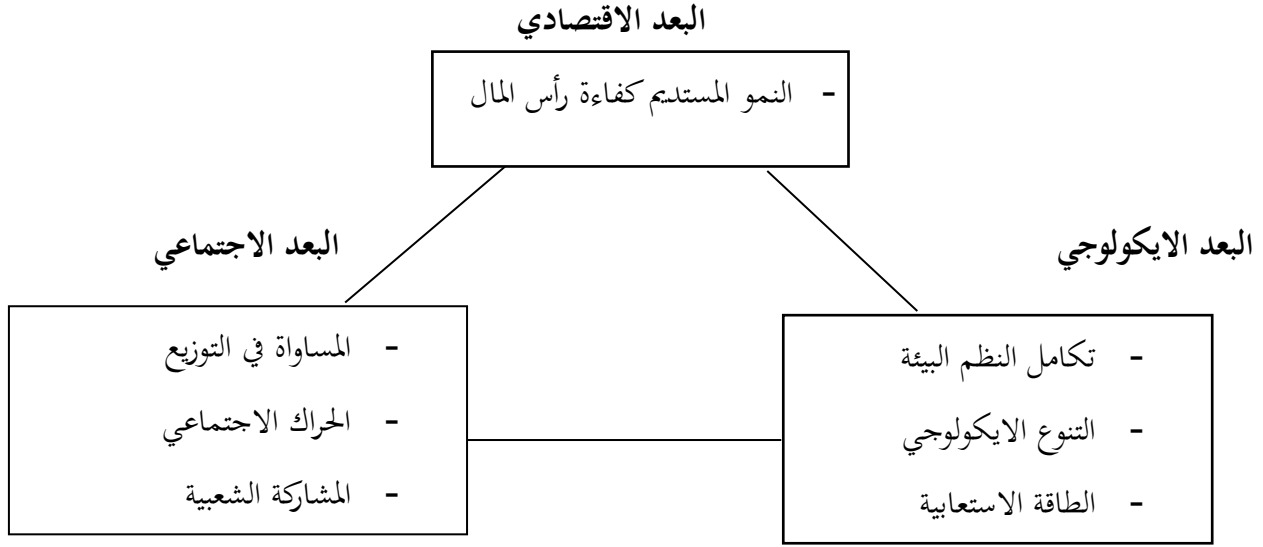 البعد الاقتصادي
- النمو المستديم كفاءة رأس المال
البعد الايكولوجي
- تكامل النظم البيئة
- التنوع الايكولوجي
- الطاقة الاستعابية
البعد الاجتماعي
- المساواة في التوزيع
- الحراك الاجتماعي
- المشاركة الشعبية